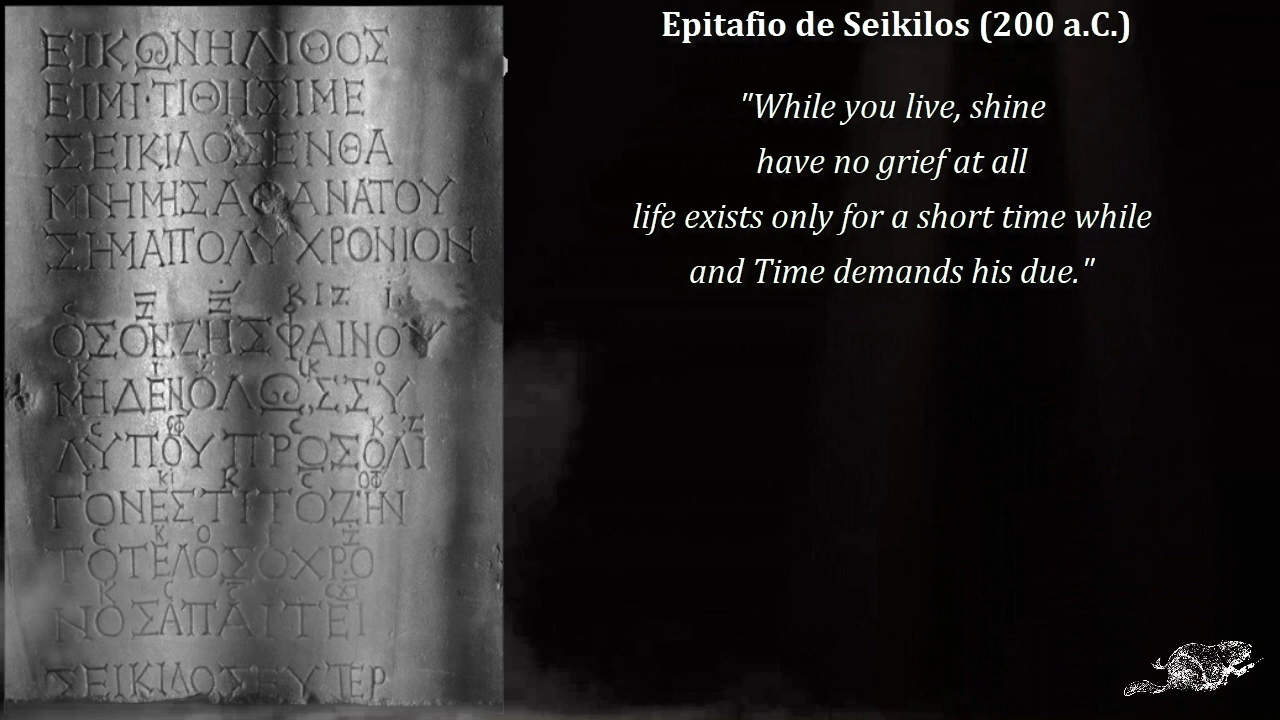 ΕΙΚΩΝΗΛΙΘΟΣ
ΕΙΜΙ·ΤΙΘΗΣΙΜΕ
ΣΕΙΚΙΛΟΣΕΝΘΑ
ΜΝΗΜΗΣΑΘΑΝΑΤΟΥ
ΣΗΜΑΠΟΛΥΧΡΟΝΙΟΝ
ΟΣΟΝΖΗΣΦΑΙΝΟΥ
ΜΗΔΕΝΟΛΩΣΣΥ
ΛΥΠΟΥΠΡΟΣΟΛΙ
ΓΟΝΕΣΤΙΤΟΖΗΝ
ΤΟΤΕΛΟΣΟΧΡΟ
ΝΟΣΑΠΑΙΤΕΙ
ΣΕΙΚΙΛΟΣΕΥΤΕΡ
Epitafio de Seikilos (200 a.C.)
"While you live, shine
have no grief at all
life exists only for a short time while
and Time demands his due."